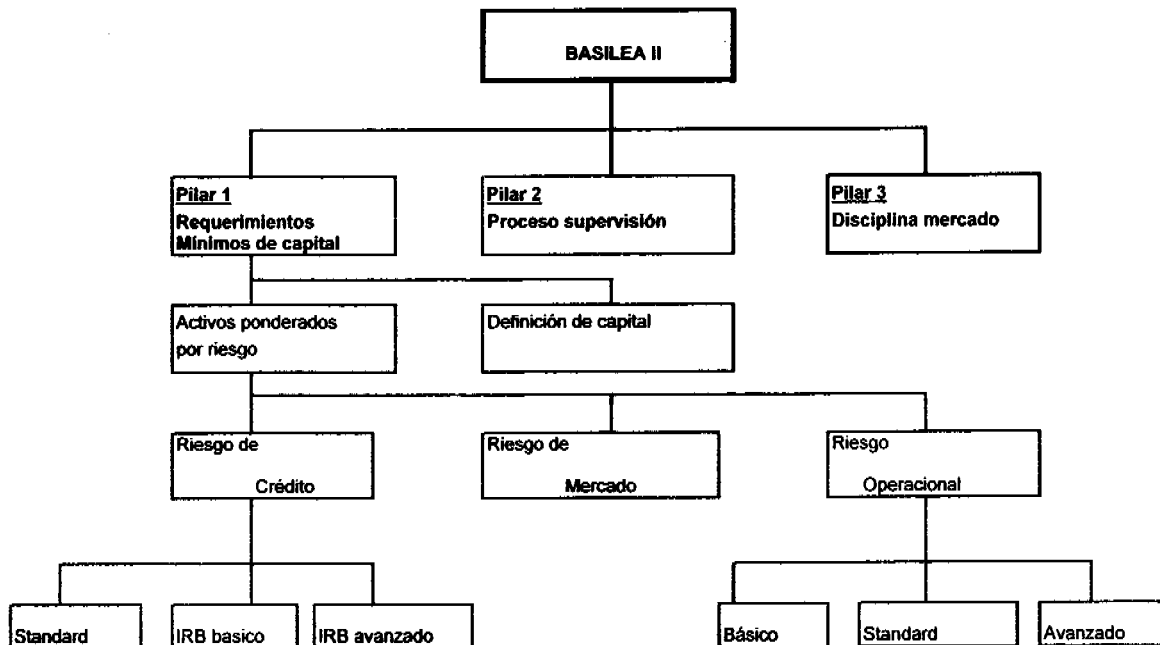 BASILEA II
Pilar 1
Requerimientos
Mínimos de capital
Pilar 2
Proceso supervisión
Pilar 3
Disciplina mercado
Activos ponderados
por riesgo
Definición de capital
Riesgo de
Crédito
Riesgo de
Mercado
Riesgo
Operacional
Standard
IRB basico
IRB avanzado
Básico
Standard
Avanzado